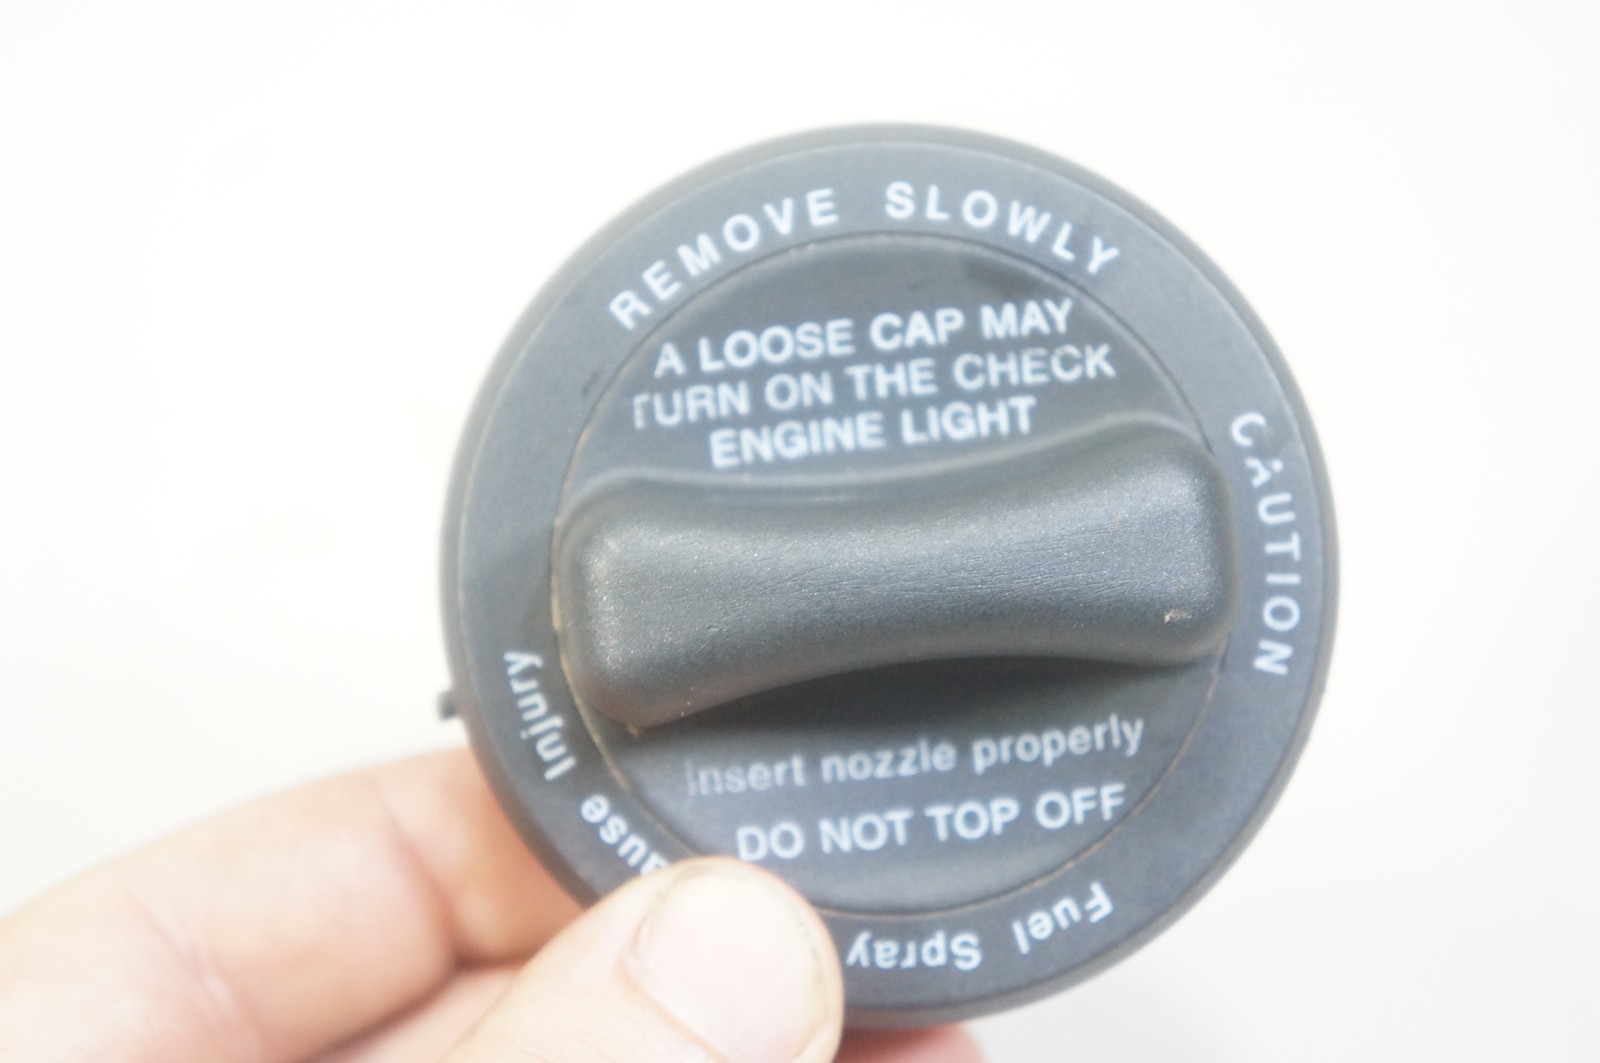 REMOVE SLOWLY
CAUTION
Fuel Spray
ause Injury
A LOOSE CAP MAY
TURN ON THE CHECK
ENGINE LIGHT
insert nozzle properly
DO NOT TOP OFF